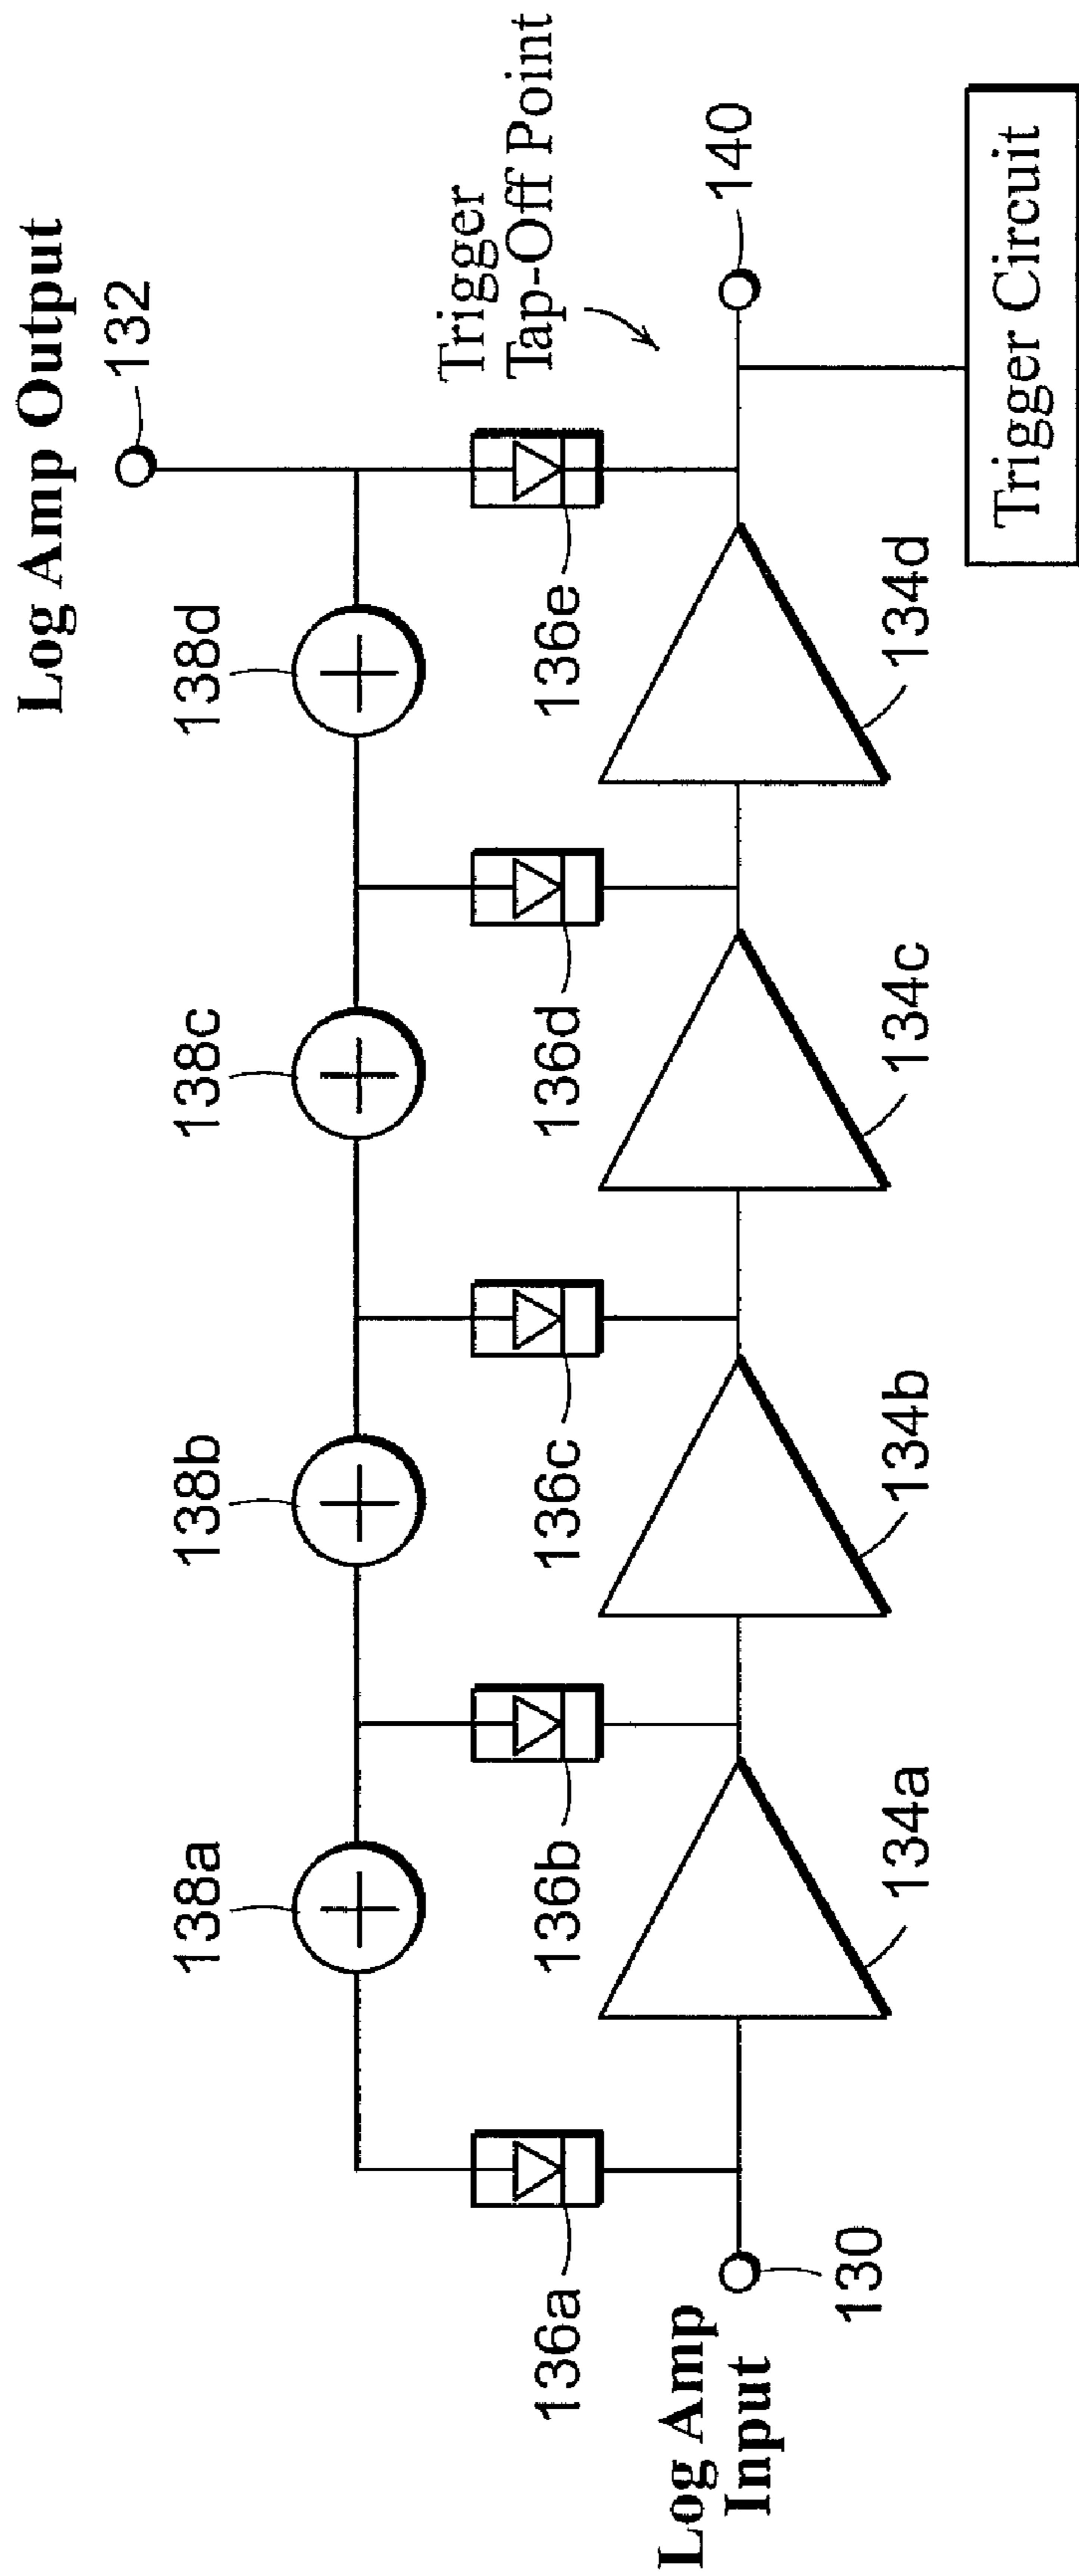 Log Amp Output
132
138a
138b
138c
138d
Trigger
Tap-Off Point
136a
136b
136c
136d
136e
140
Log Amp
Input
130
134a
134b
134c
134d
Trigger Circuit